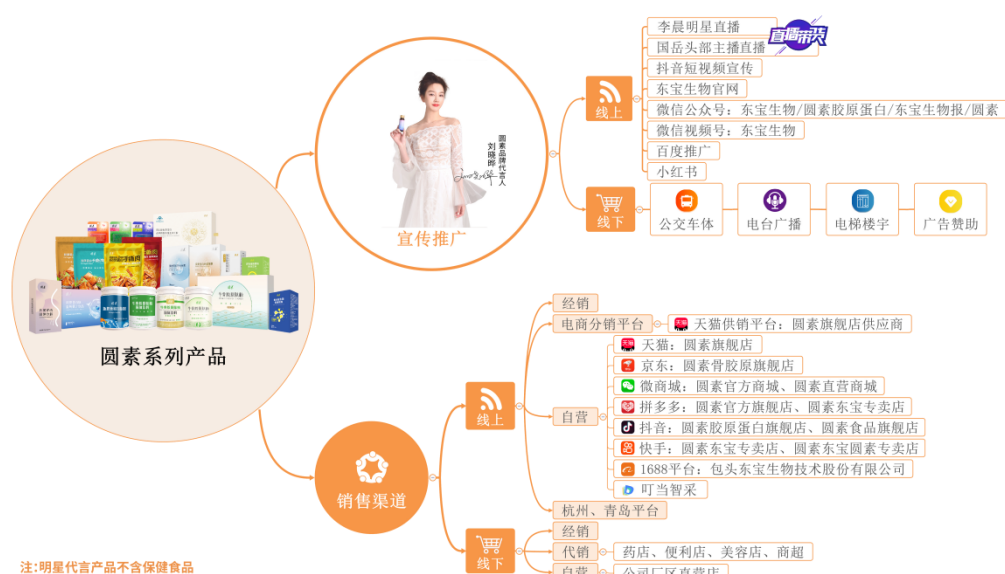 李晨明星直播
直播带货
国岳头部主播直播
抖音短视频宣传
东宝生物官网
微信公众号：东宝生物/圆素胶原蛋白/东宝生物报/圆素
微信视频号：东宝生物
百度推广
小红书
线上
线下
公交车体
电台广播
电梯楼宇
广告赞助
圆素品牌代言人
刘晓晔
宣传推广
圆素系列产品
经销
电商分销平台
天猫供销平台：圆素旗舰店供应商
天猫：圆素旗舰店
京东：圆素骨胶原旗舰店
微商城：圆素官方商城、圆素直营商城
自营
拼多多：圆素官方旗舰店、圆素东宝专卖店
抖音：圆素胶原蛋白旗舰店、圆素食品旗舰店
快手：圆素东宝专卖店、圆素东宝圆素专卖店
1688平台：包头东宝生物技术股份有限公司
叮当智采
杭州、青岛平台
线上
销售渠道
线下
经销
代销
药店、便利店、美容店、商超
自营
公司厂区直营店
注:明星代言产品不含保健食品